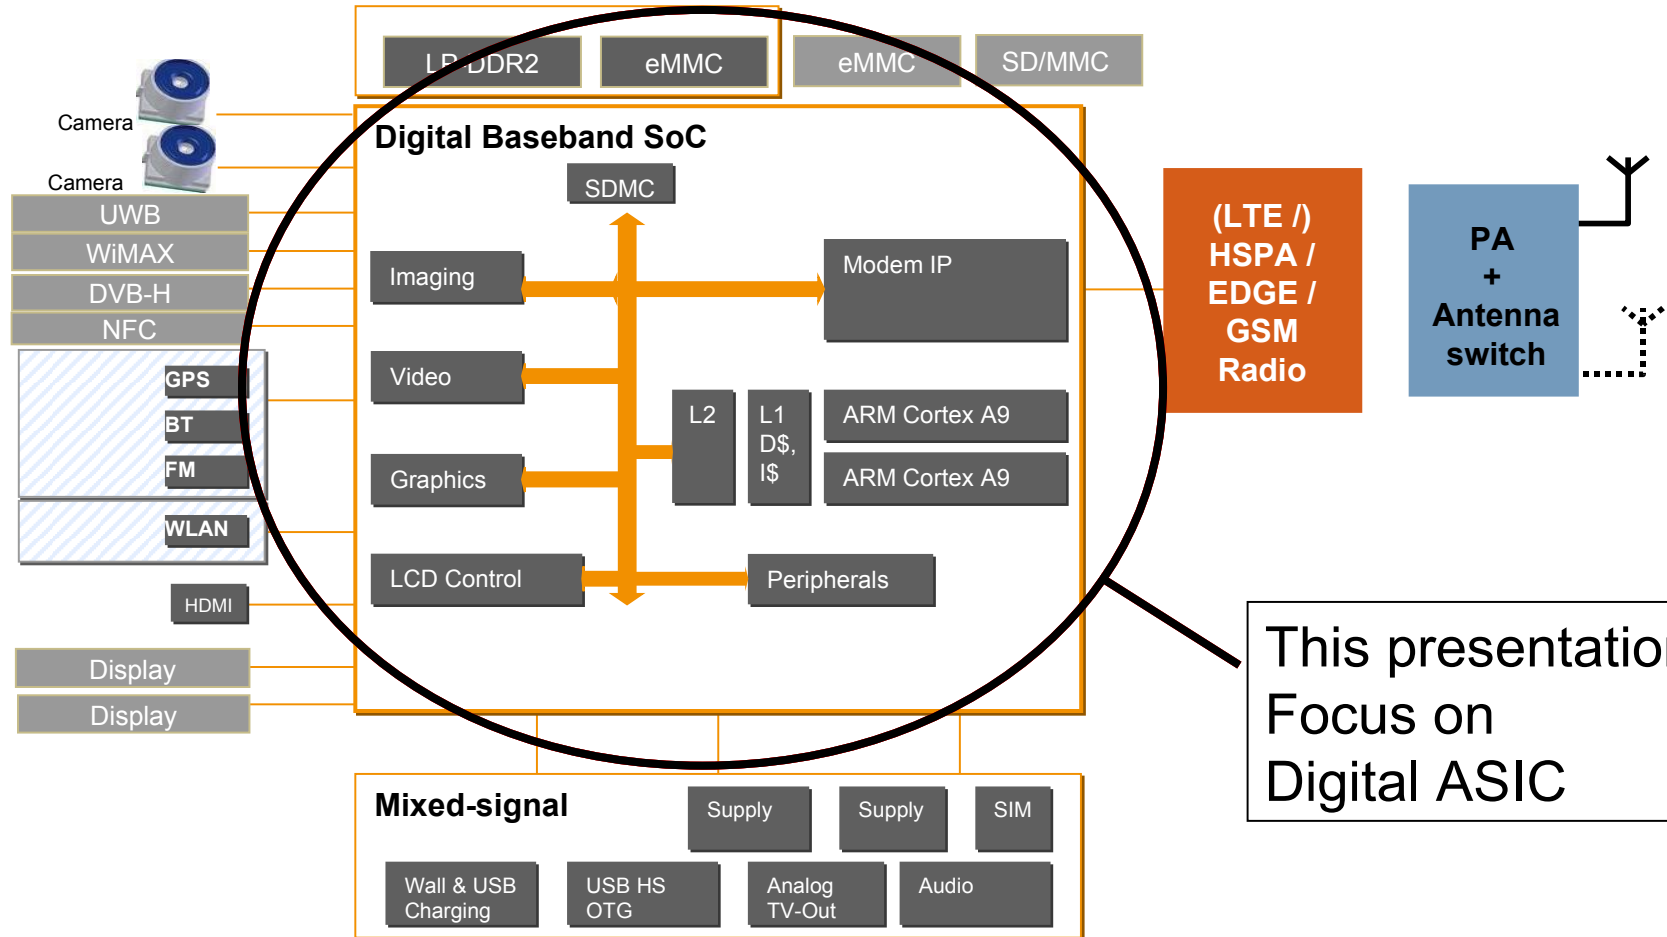 LP-DDR2
eMMC
eMMC
SD/MMC
Camera
Camera
UWB
WiMAX
DVB-H
NFC
GPS
BT
FM
WLAN
HDMI
Display
Display
Digital Baseband SoC
SDMC
Imaging
Modem IP
Video
L2
L1
D$,
I$
ARM Cortex A9
ARM Cortex A9
Graphics
LCD Control
Peripherals
(LTE /)
HSPA /
EDGE /
GSM
Radio
PA
+
Antenna
switch
This presentation
Focus on
Digital ASIC
Mixed-signal
Supply
Supply
SIM
Wall & USB
Charging
USB HS
OTG
Analog
TV-Out
Audio